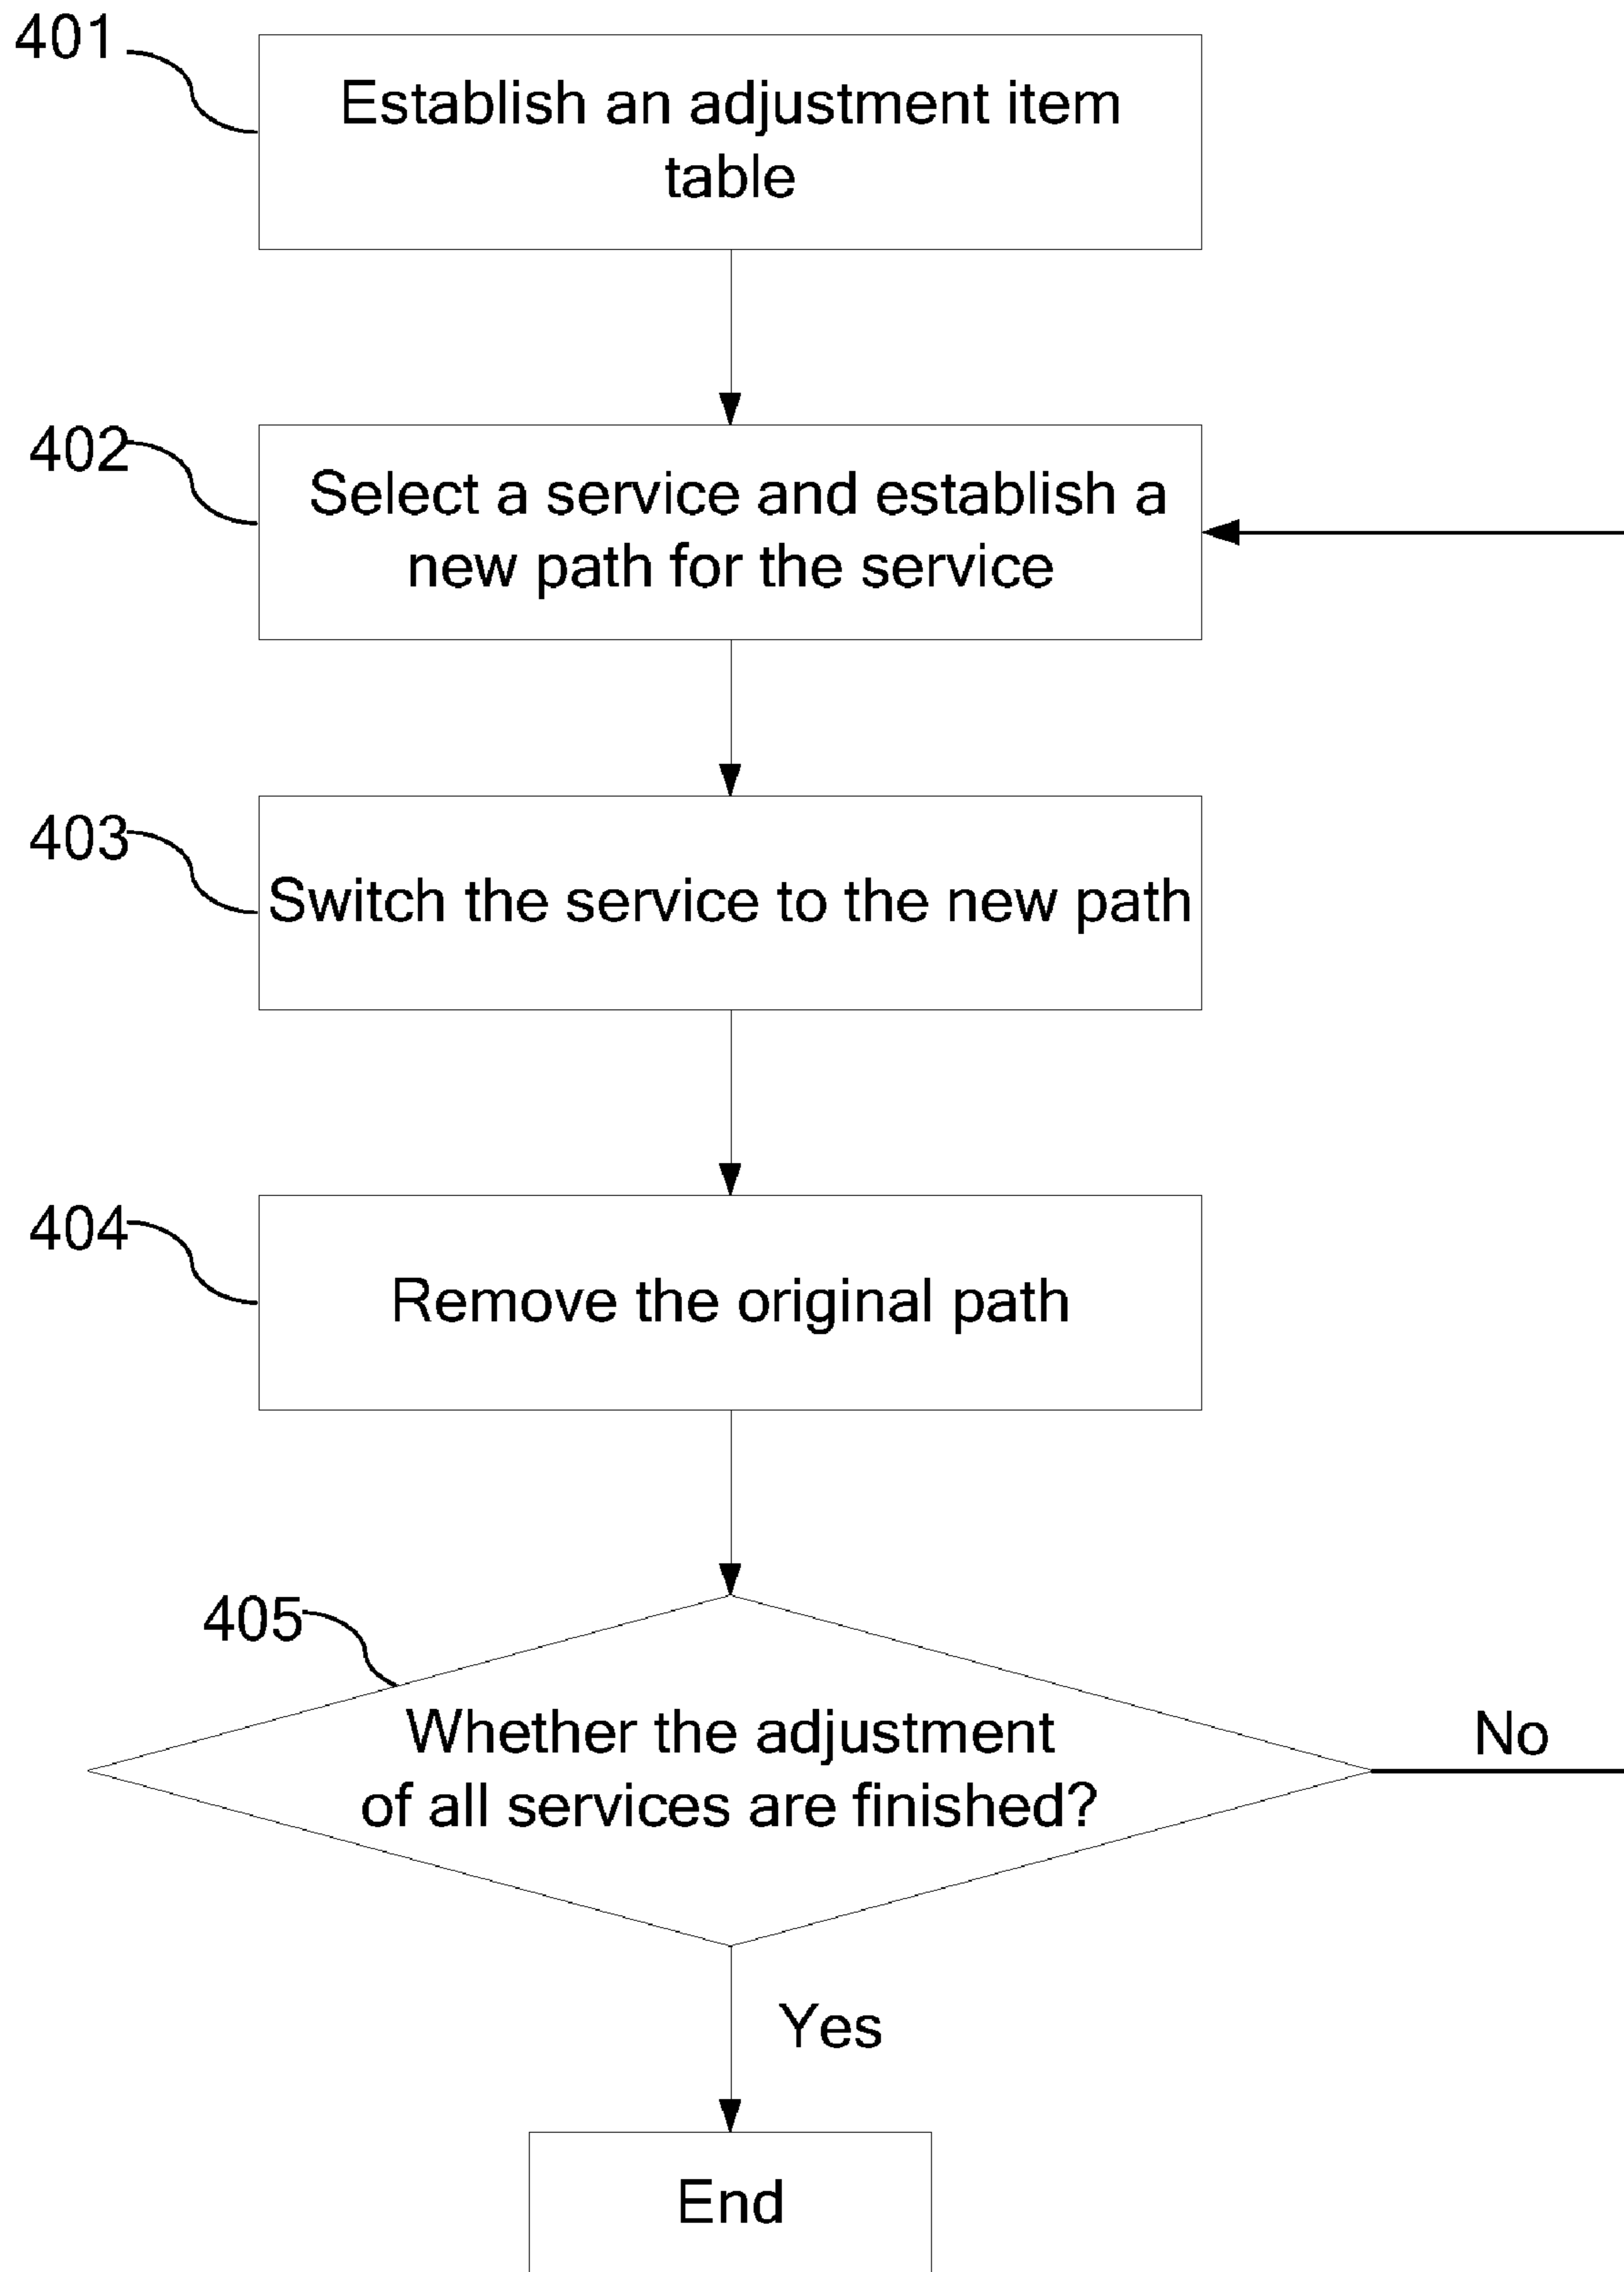 401
Establish an adjustment item
table
402
Select a service and establish a
new path for the service
403
Switch the service to the new path
404
Remove the original path
405
Whether the adjustment
of all services are finished?
No
Yes
End